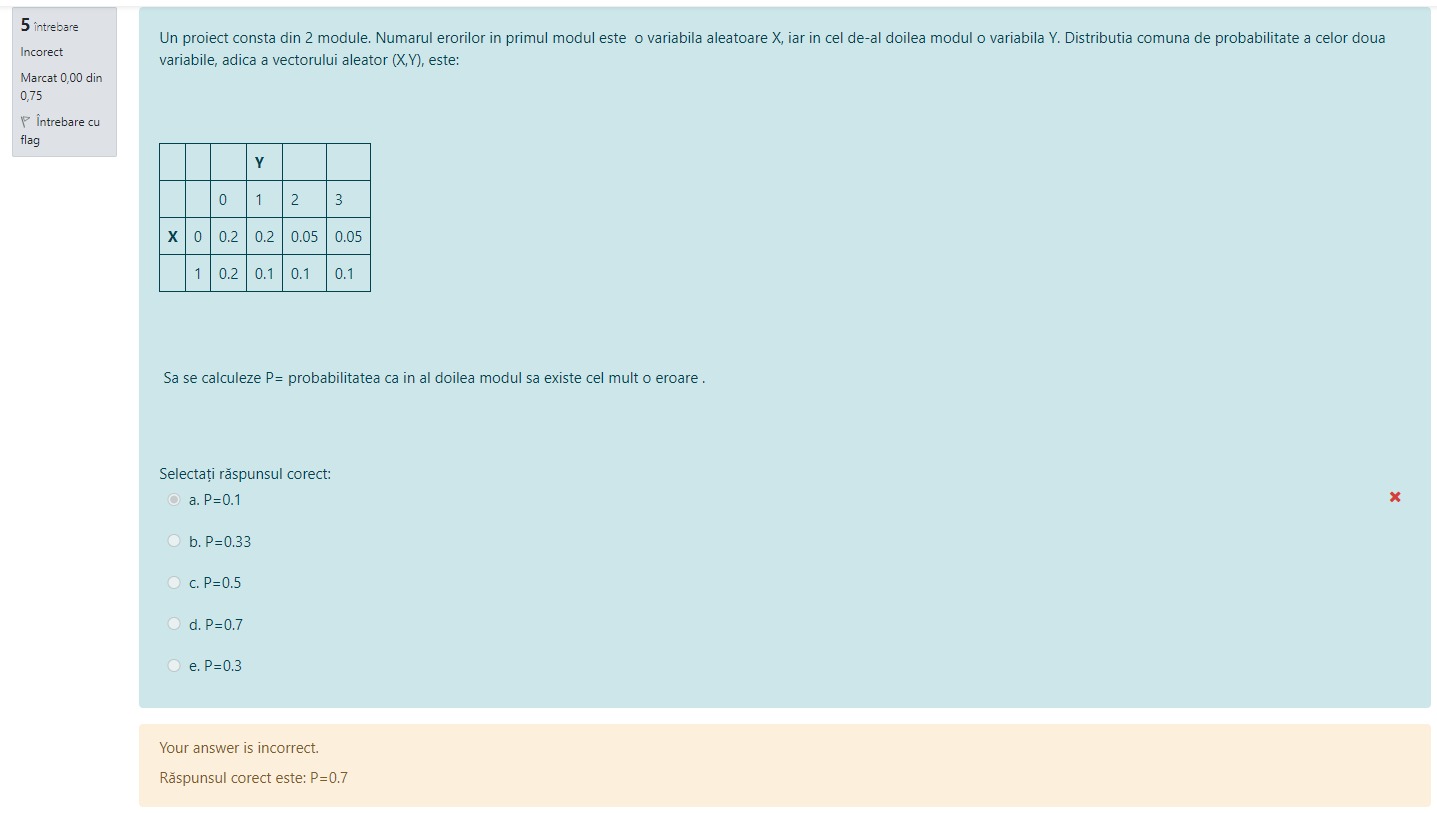 5 întrebare
Incorect
Marcat 0,00 din
0,75
Întrebare cu
flag
Un proiect consta din 2 module. Numarul erorilor in primul modul este o variabila aleatoare X, iar in cel de-al doilea modul o variabila Y. Distributia comuna de probabilitate a celor doua
variabile, adica a vectorului aleator (X,Y), este:
Y
0 1 2 3
X 0 0.2 0.2 0.05 0.05
1 0.2 0.1 0.1 0.1
Sa se calculeze P= probabilitatea ca in al doilea modul sa existe cel mult o eroare .
Selectați răspunsul corect:
a. P=0.1
b. P=0.33
c. P=0.5
d. P=0.7
e. P=0.3
Your answer is incorrect.
Răspunsul corect este: P=0.7